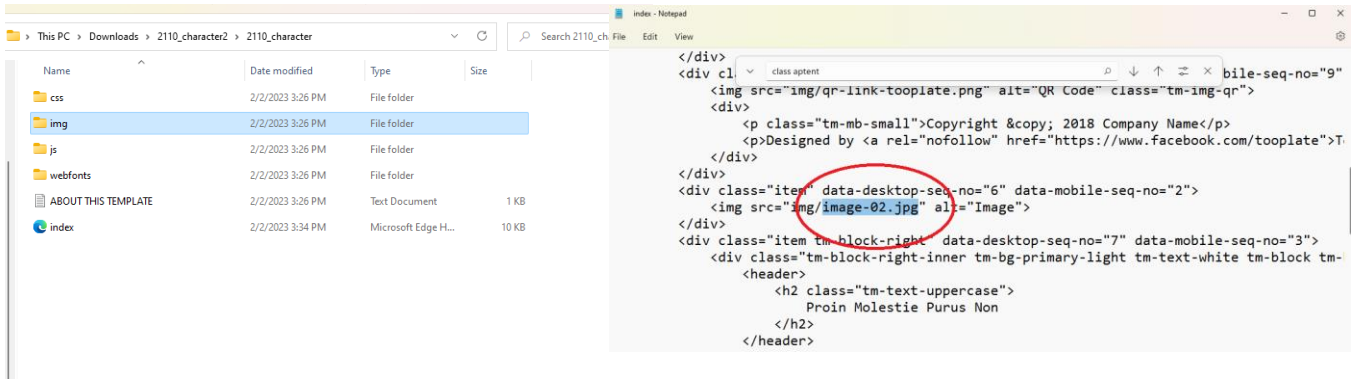 This PC > Downloads > 2110_character2 > 2110_character
Search 2110_ch
Name Date modified Type Size
css 2/2/2023 3:26 PM File folder
img 2/2/2023 3:26 PM File folder
js 2/2/2023 3:26 PM File folder
webfonts 2/2/2023 3:26 PM File folder
ABOUT THIS TEMPLATE 2/2/2023 3:26 PM Text Document 1 KB
index 2/2/2023 3:34 PM Microsoft Edge H... 10 KB
index - Notepad
File Edit View
class aptent
</div>
<div cl bile-seq-no="9"
<img src="img/qr-link-tooplate.png" alt="QR Code" class="tm-img-qr">
<div>
<p class="tm-mb-small">Copyright &copy; 2018 Company Name</p>
<p>Designed by <a rel="nofollow" href="https://www.facebook.com/tooplate">T
</div>
</div>
<div class="item" data-desktop-seq-no="6" data-mobile-seq-no="2">
<img src="img/image-02.jpg" alt="Image">
</div>
<div class="item tm-block-right" data-desktop-seq-no="7" data-mobile-seq-no="3">
<div class="tm-block-right-inner tm-bg-primary-light tm-text-white tm-block tm-
<header>
<h2 class="tm-text-uppercase">
Proin Molestie Purus Non
</h2>
</header>